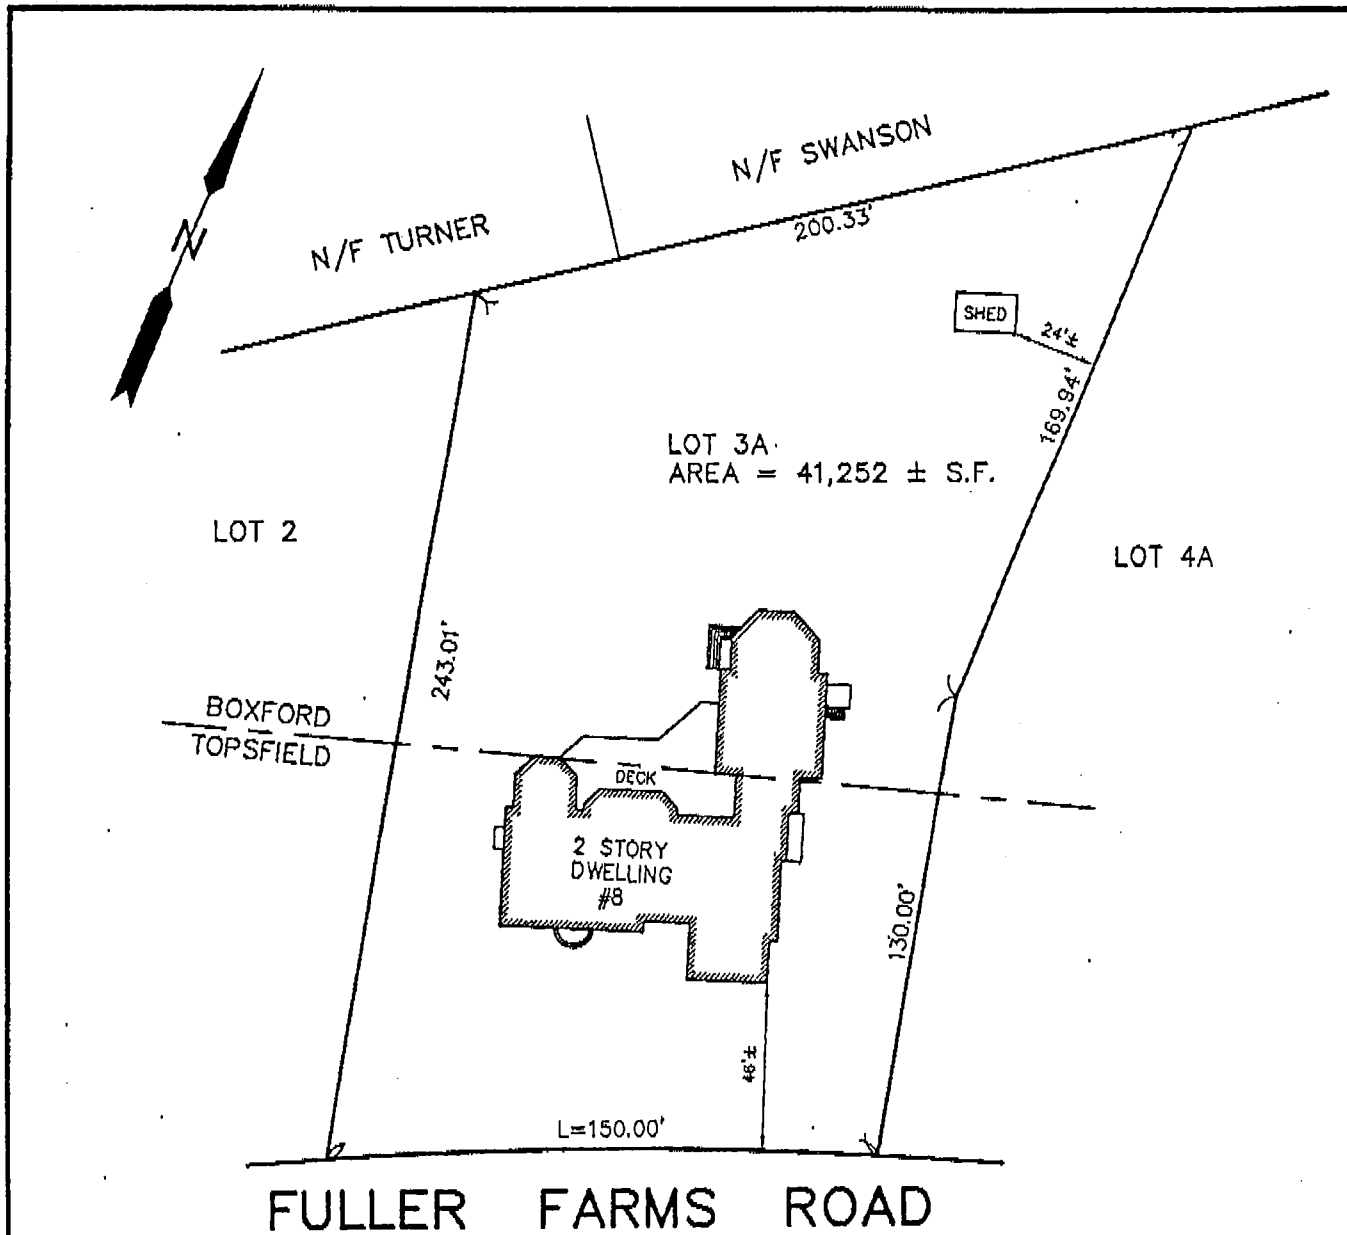 N/F SWANSON
N/F TURNER
200.33'
N
SHED
24'±
169.94'
LOT 3A
AREA = 41,252 ± S.F.
LOT 2
LOT 4A
243.01'
BOXFORD
TOPSFIELD
DECK
2 STORY
DWELLING
#8
130.00'
46'±
L=150.00'
FULLER FARMS ROAD